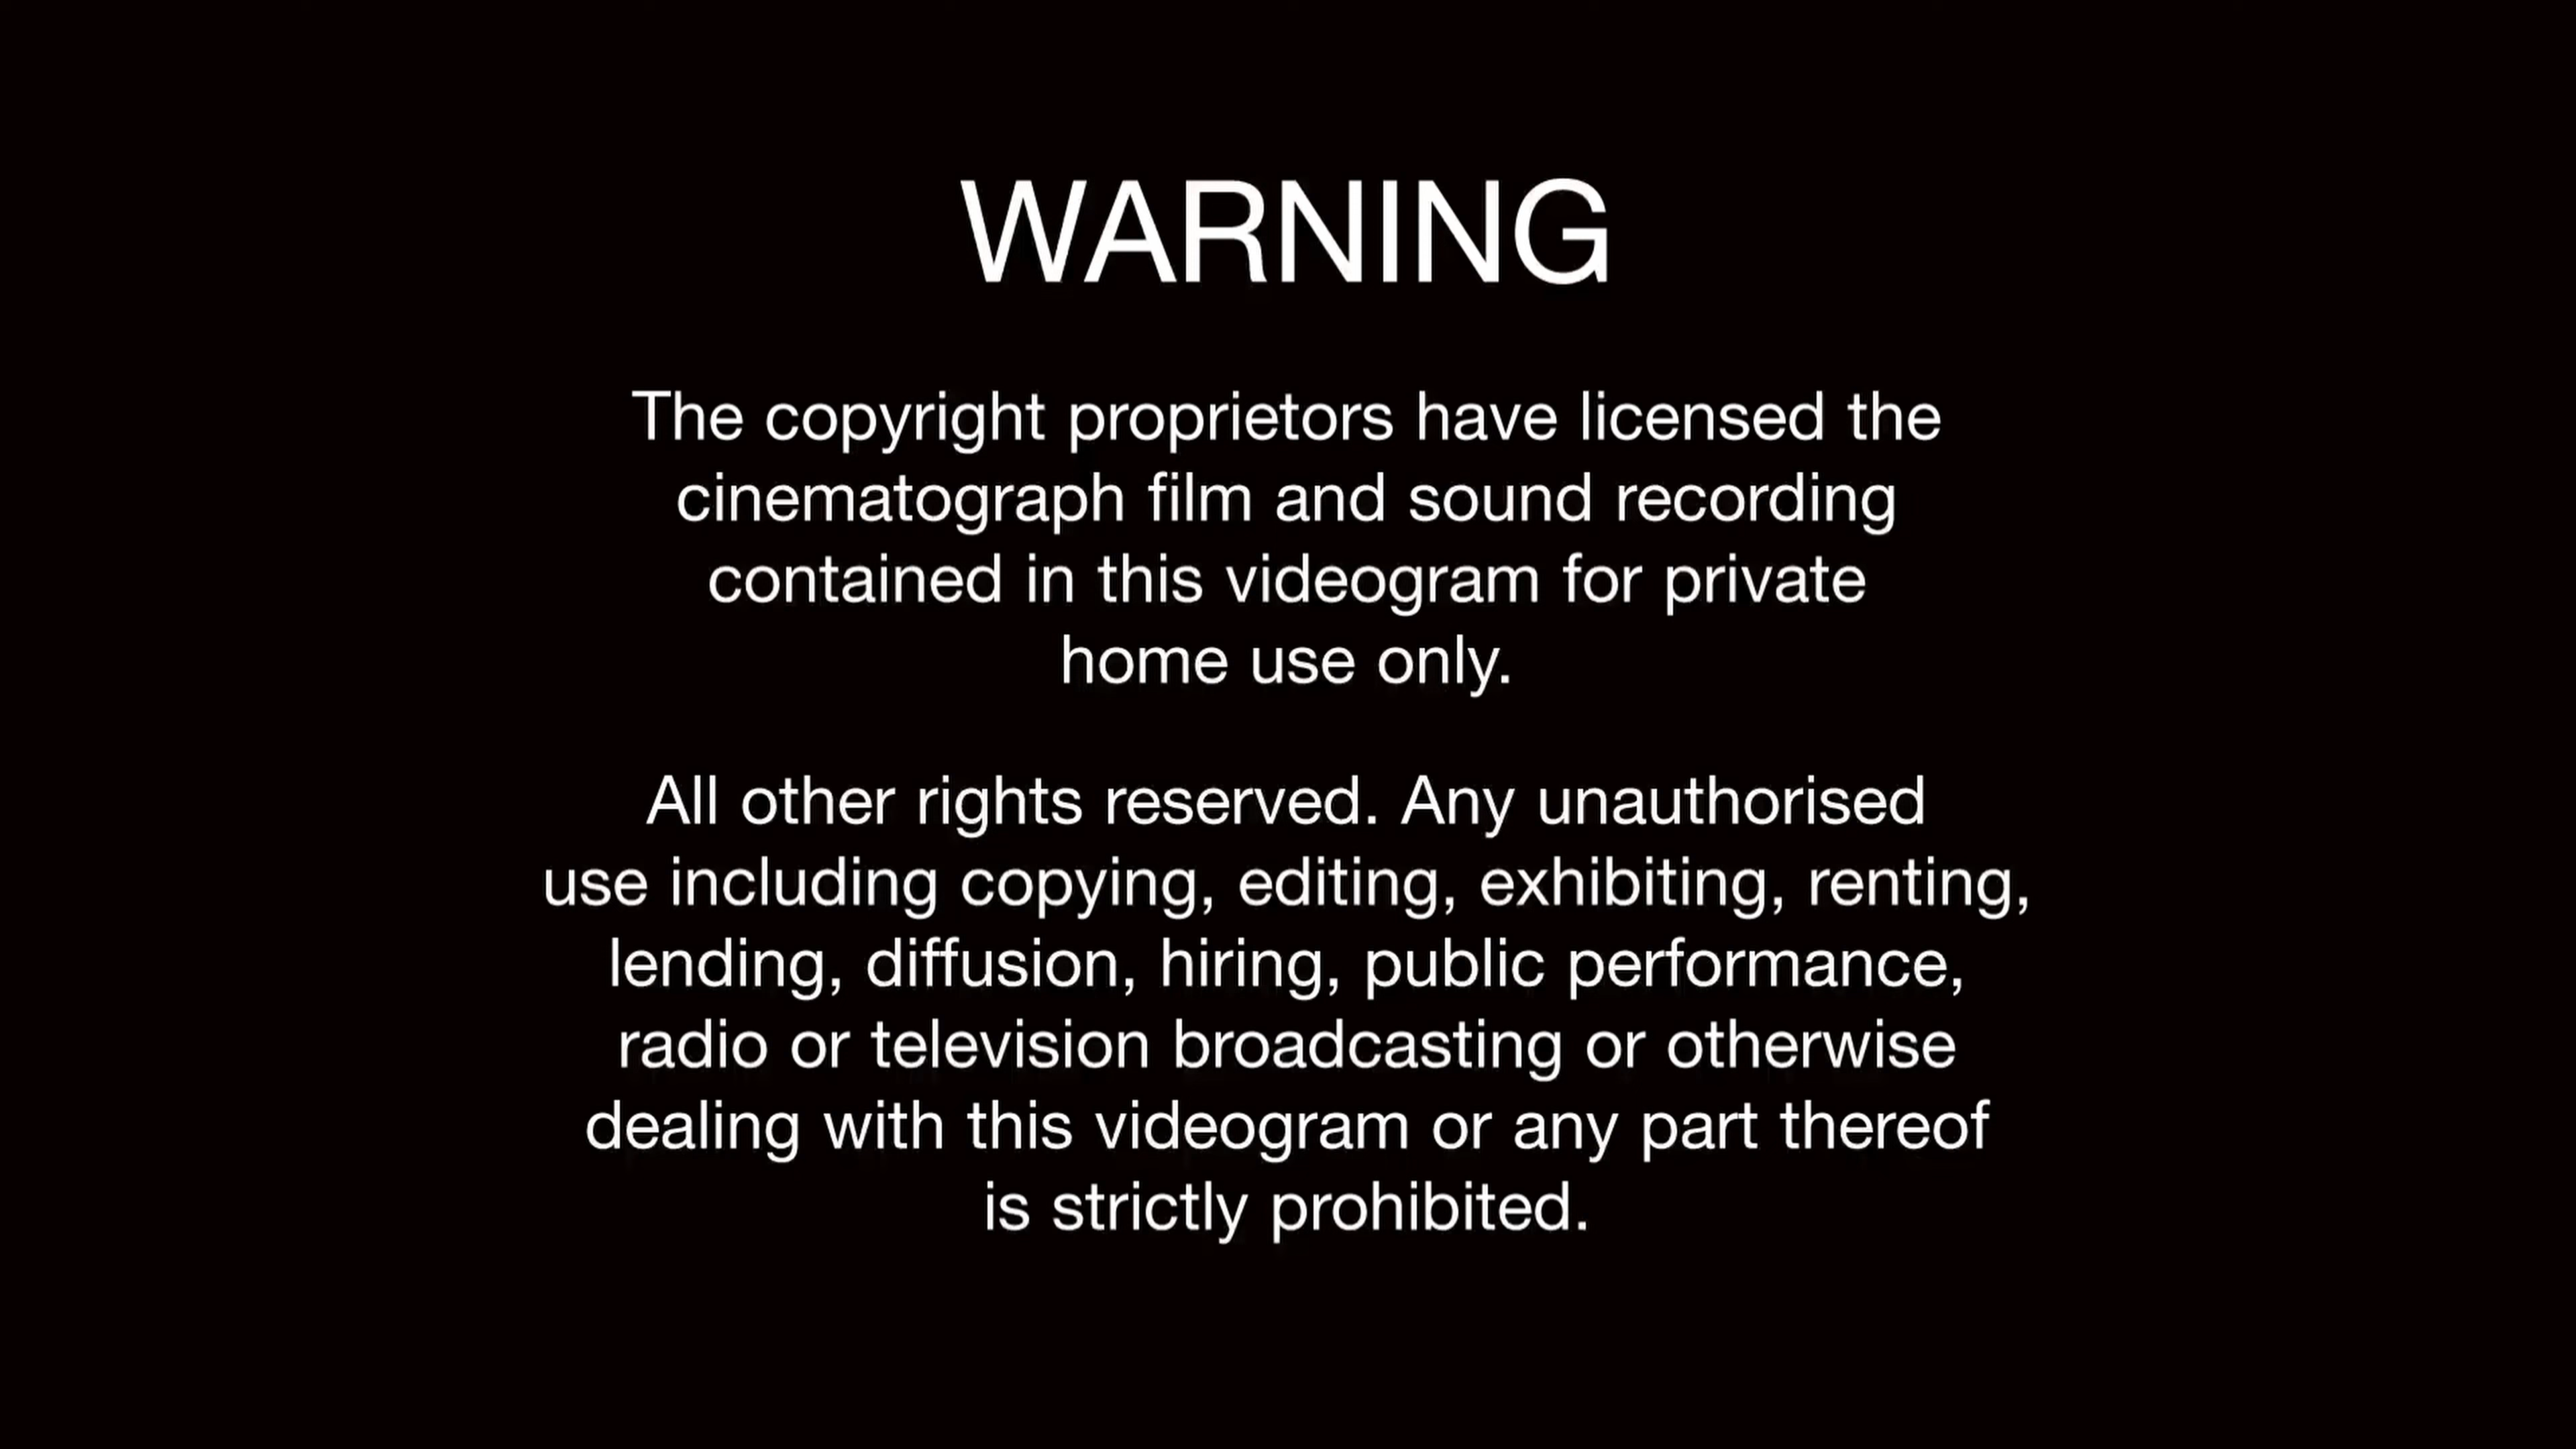 WARNING
The copyright proprietors have licensed the
cinematograph film and sound recording
contained in this videogram for private
home use only.
All other rights reserved. Any unauthorised
use including copying, editing, exhibiting, renting,
lending, diffusion, hiring, public performance,
radio or television broadcasting or otherwise
dealing with this videogram or any part thereof
is strictly prohibited.